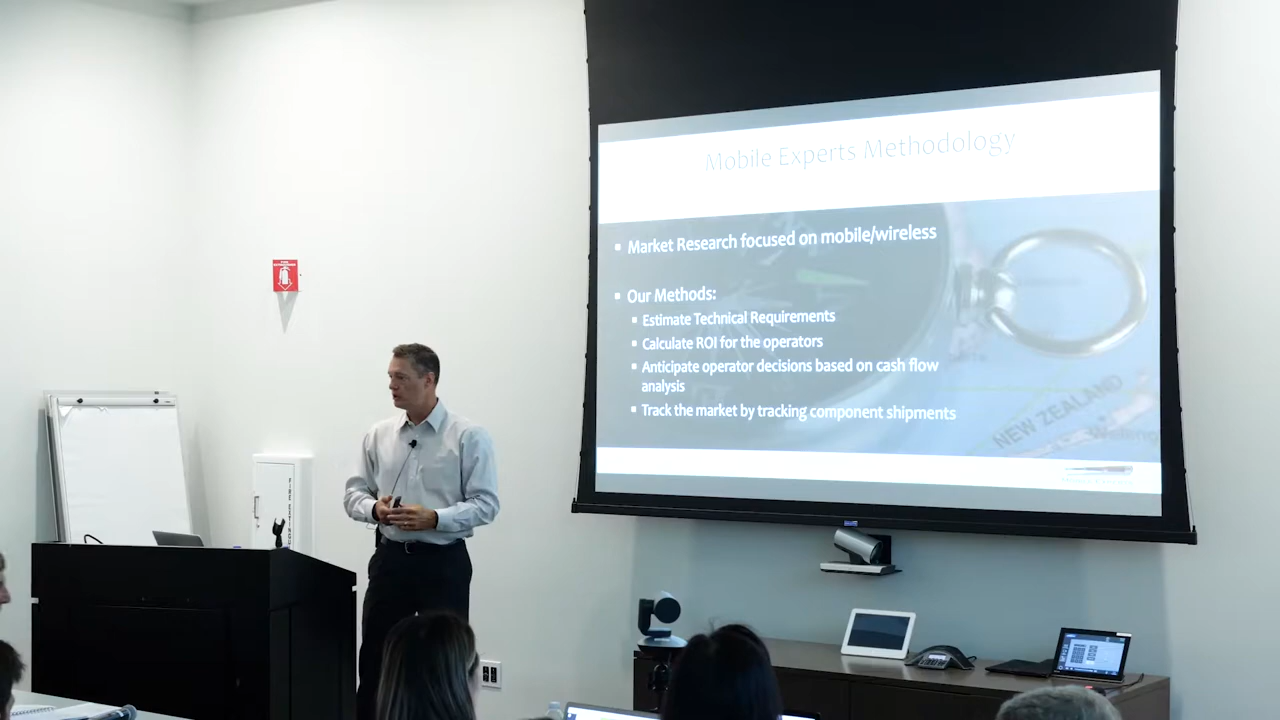 Mobile Experts Methodology
Market Research focused on mobile/wireless
Our Methods:
Estimate Technical Requirements
Calculate ROI for the operators
Anticipate operator decisions based on cash flow
analysis
Track the market by tracking component shipments
NEW ZEALAND
FIRE